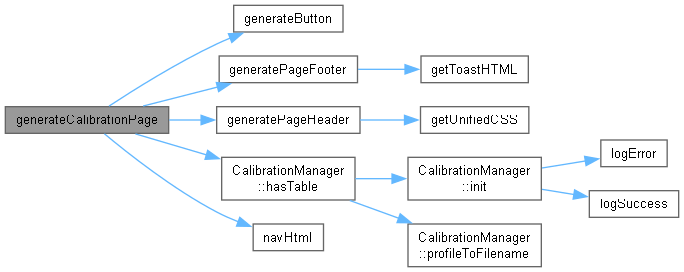 generateCalibrationPage
generateButton
generatePageFooter
getToastHTML
generatePageHeader
getUnifiedCSS
CalibrationManager
::hasTable
CalibrationManager
::init
logError
logSuccess
CalibrationManager
::profileToFilename
navHtml